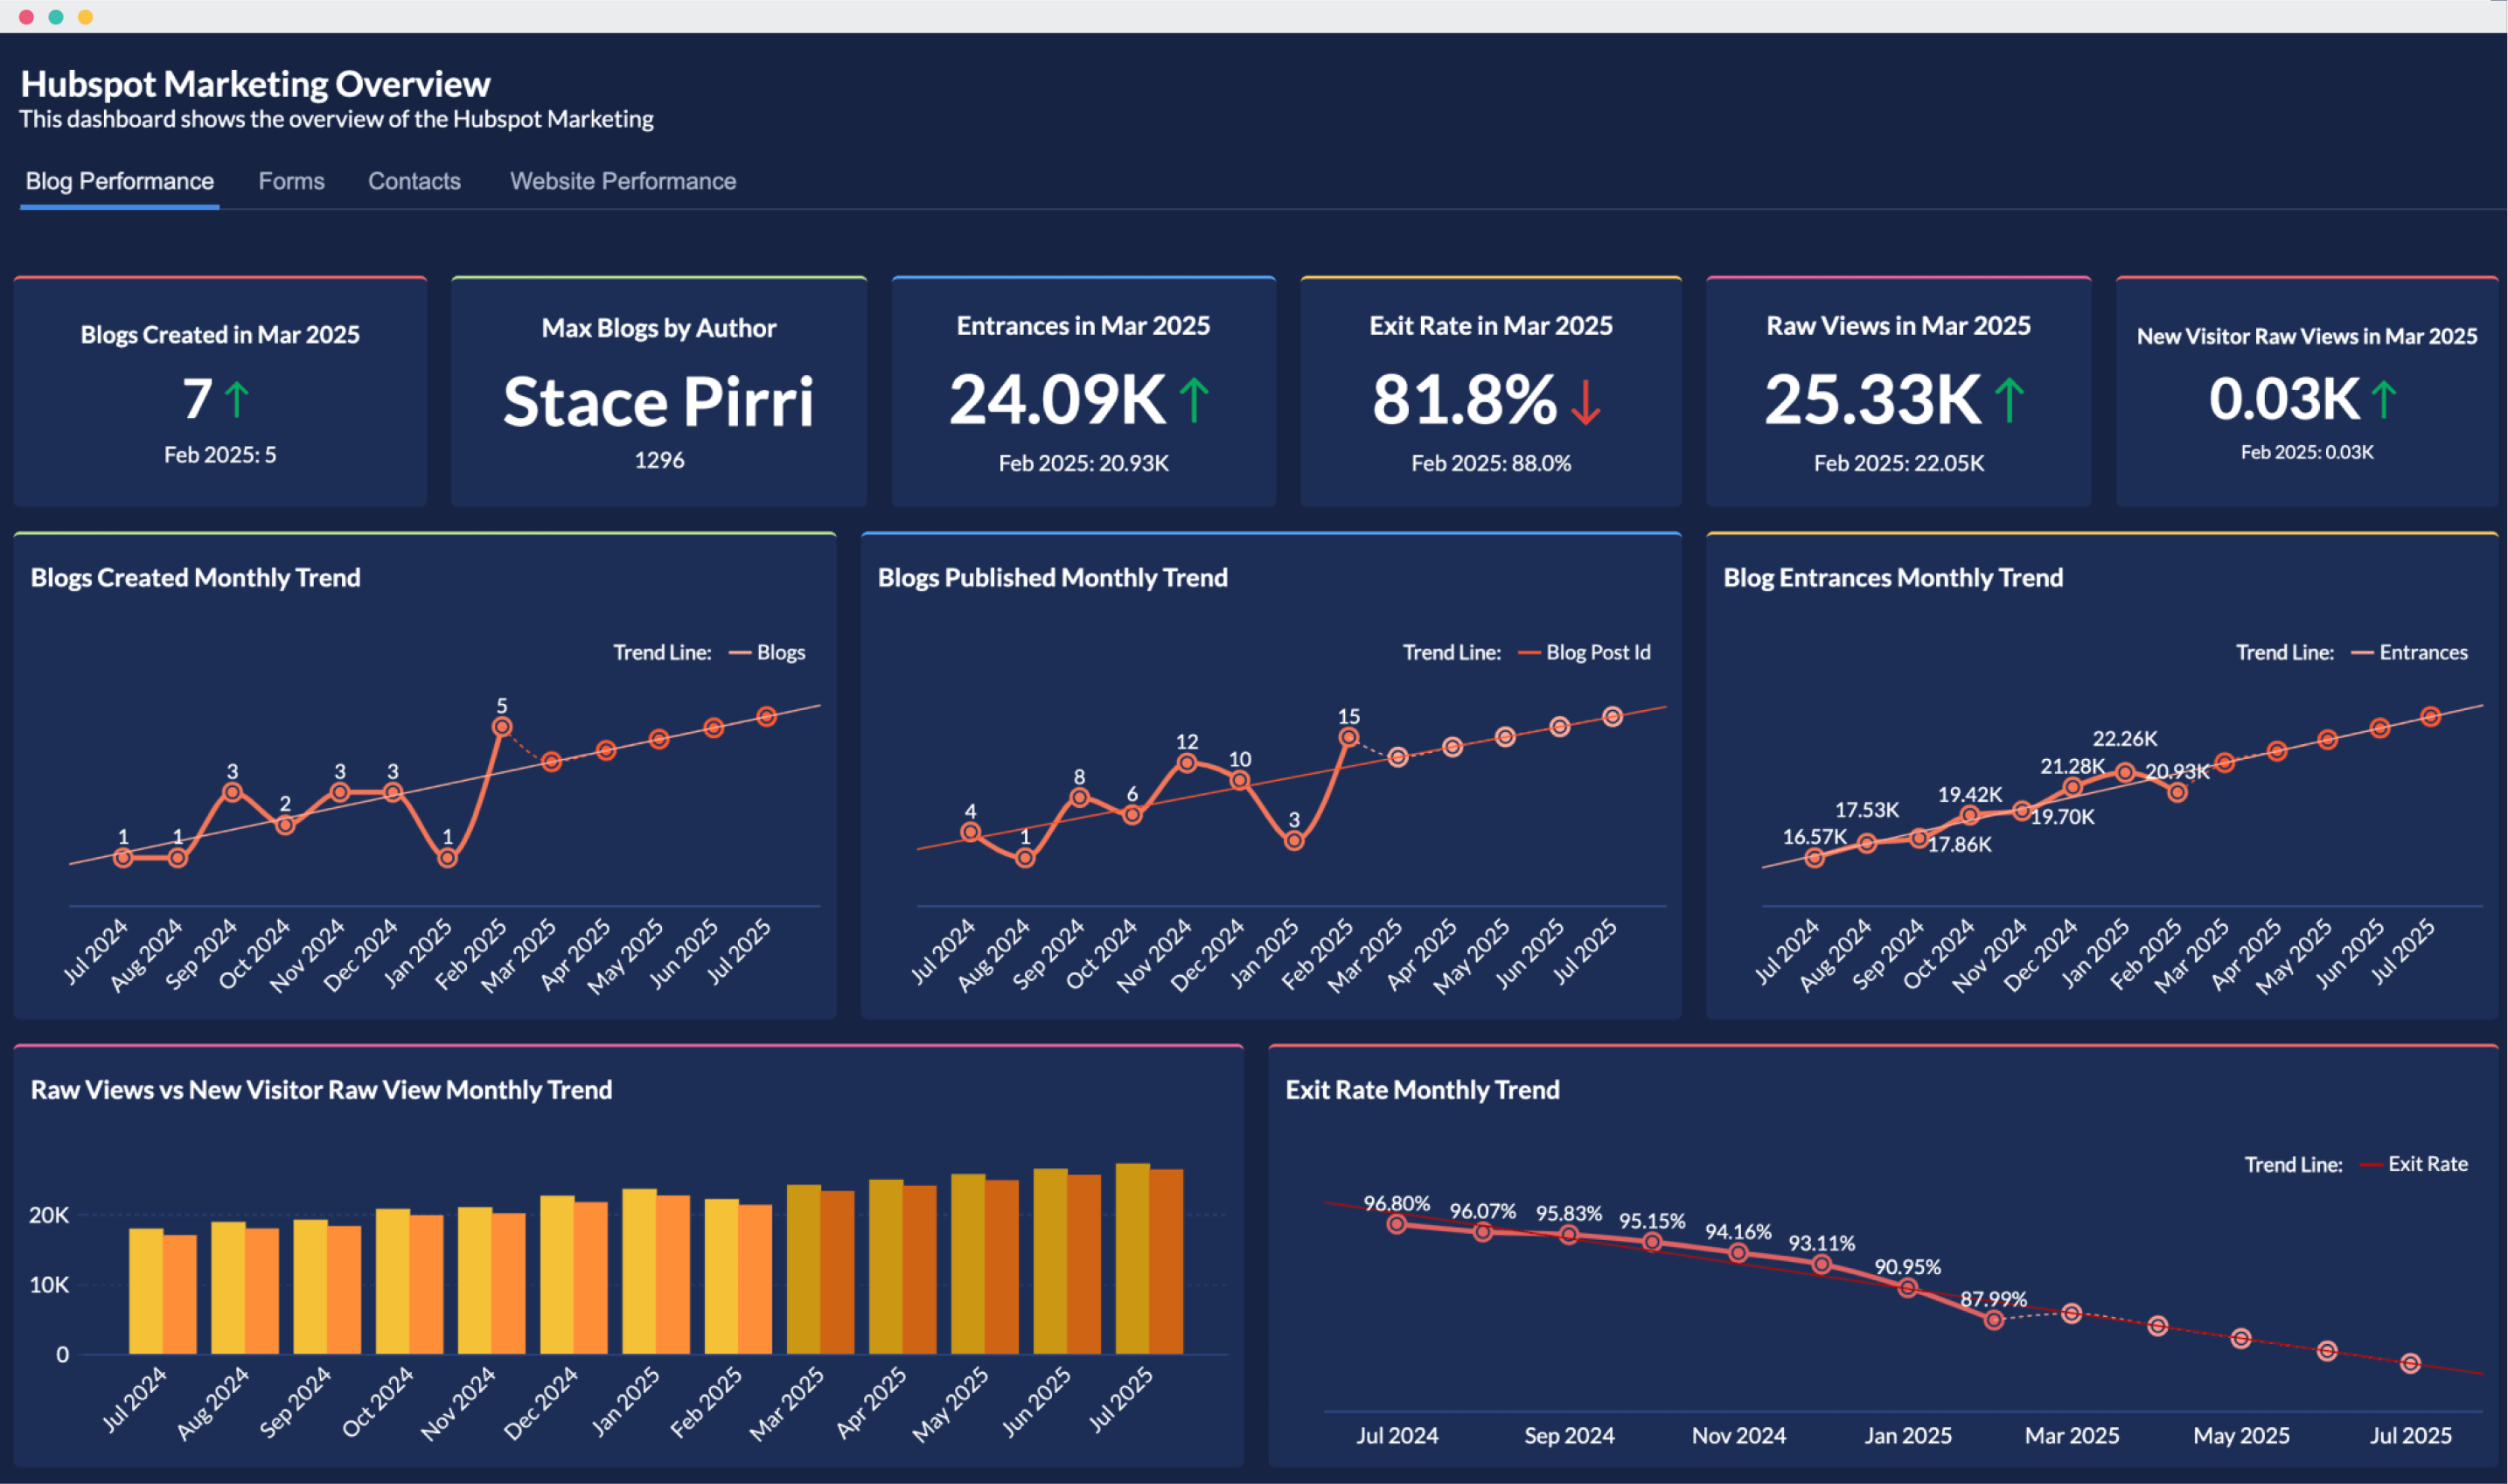 Hubspot Marketing Overview
This dashboard shows the overview of the Hubspot Marketing
Blog Performance Forms Contacts Website Performance
Blogs Created in Mar 2025
7
Feb 2025: 5
Max Blogs by Author
Stace Pirri
1296
Entrances in Mar 2025
24.09K
Feb 2025: 20.93K
Exit Rate in Mar 2025
81.8%
Feb 2025: 88.0%
Raw Views in Mar 2025
25.33K
Feb 2025: 22.05K
New Visitor Raw Views in Mar 2025
0.03K
Feb 2025: 0.03K
Blogs Created Monthly Trend
Trend Line: Blogs
1 1 3 2 3 3 1 5
Jul 2024 Aug 2024 Sep 2024 Oct 2024 Nov 2024 Dec 2024 Jan 2025 Feb 2025 Mar 2025 Apr 2025 May 2025 Jun 2025 Jul 2025
Blogs Published Monthly Trend
Trend Line: Blog Post Id
4 1 8 6 12 10 3 15
Jul 2024 Aug 2024 Sep 2024 Oct 2024 Nov 2024 Dec 2024 Jan 2025 Feb 2025 Mar 2025 Apr 2025 May 2025 Jun 2025 Jul 2025
Blog Entrances Monthly Trend
Trend Line: Entrances
16.57K 17.53K 17.86K 19.42K 19.70K 21.28K 22.26K 20.93K
Jul 2024 Aug 2024 Sep 2024 Oct 2024 Nov 2024 Dec 2024 Jan 2025 Feb 2025 Mar 2025 Apr 2025 May 2025 Jun 2025 Jul 2025
Raw Views vs New Visitor Raw View Monthly Trend
20K
10K
0
Jul 2024 Aug 2024 Sep 2024 Oct 2024 Nov 2024 Dec 2024 Jan 2025 Feb 2025 Mar 2025 Apr 2025 May 2025 Jun 2025 Jul 2025
Exit Rate Monthly Trend
Trend Line: Exit Rate
96.80% 96.07% 95.83% 95.15% 94.16% 93.11% 90.95% 87.99%
Jul 2024 Sep 2024 Nov 2024 Jan 2025 Mar 2025 May 2025 Jul 2025